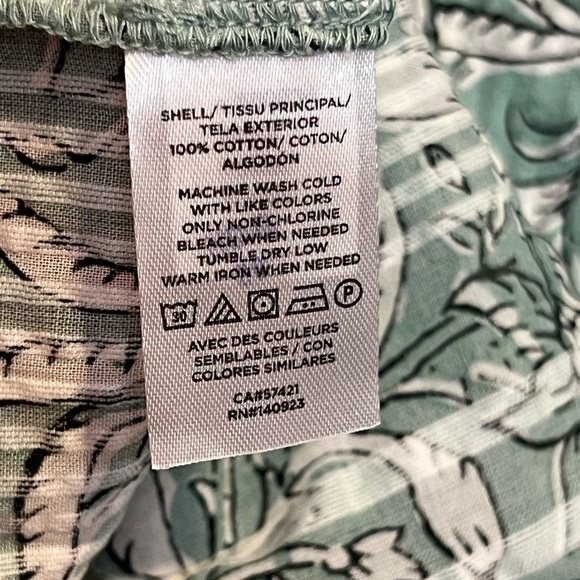 SHELL/ TISSU PRINCIPAL/
TELA EXTERIOR
100% COTTON/ COTON/
ALGODÓN
MACHINE WASH COLD
WITH LIKE COLORS
ONLY NON-CHLORINE
BLEACH WHEN NEEDED
TUMBLE DRY LOW
WARM IRON WHEN NEEDED
30 P
AVEC DES COULEURS
SEMBLABLES / CON
COLORES SIMILARES
CA#57421
RN#140923